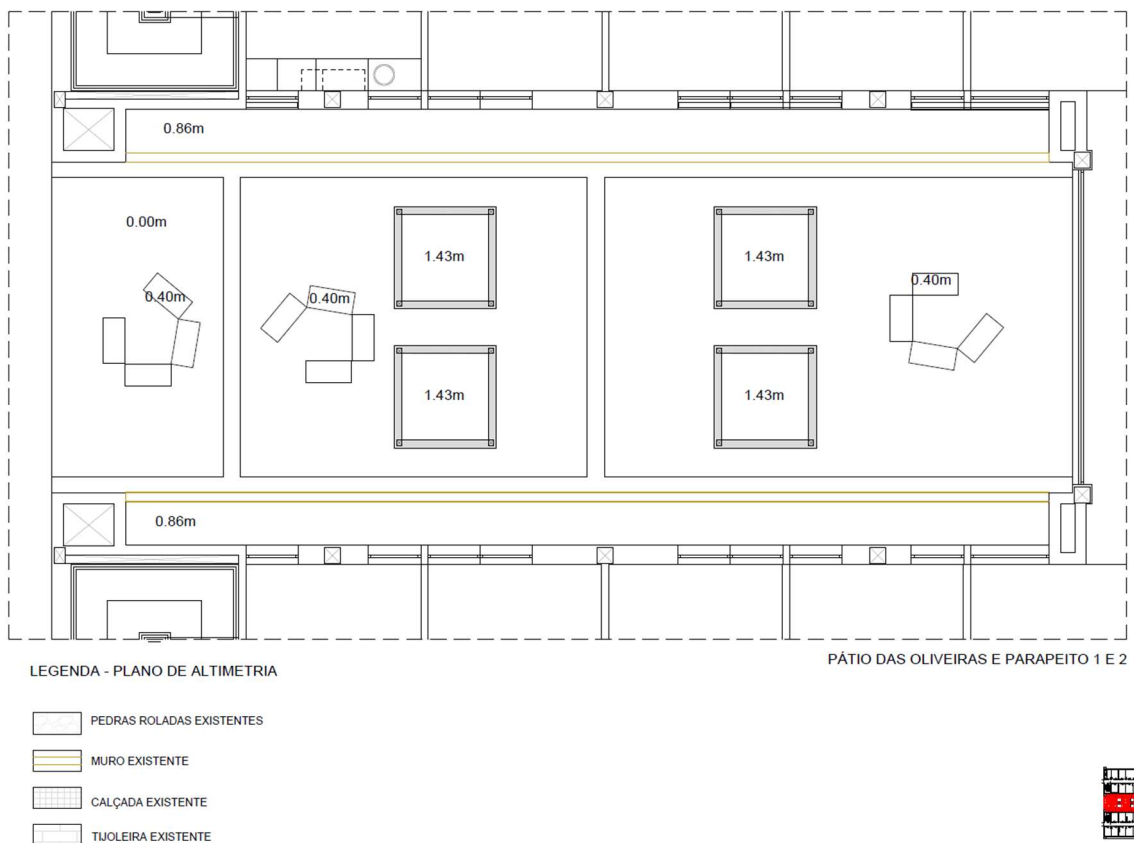 0.86m
0.00m
1.43m
1.43m
0.40m
0.40m
0.40m
1.43m
1.43m
0.86m
PÁTIO DAS OLIVEIRAS E PARAPEITO 1 E 2
LEGENDA - PLANO DE ALTIMETRIA
PEDRAS ROLADAS EXISTENTES
MURO EXISTENTE
CALÇADA EXISTENTE
TIJOLEIRA EXISTENTE